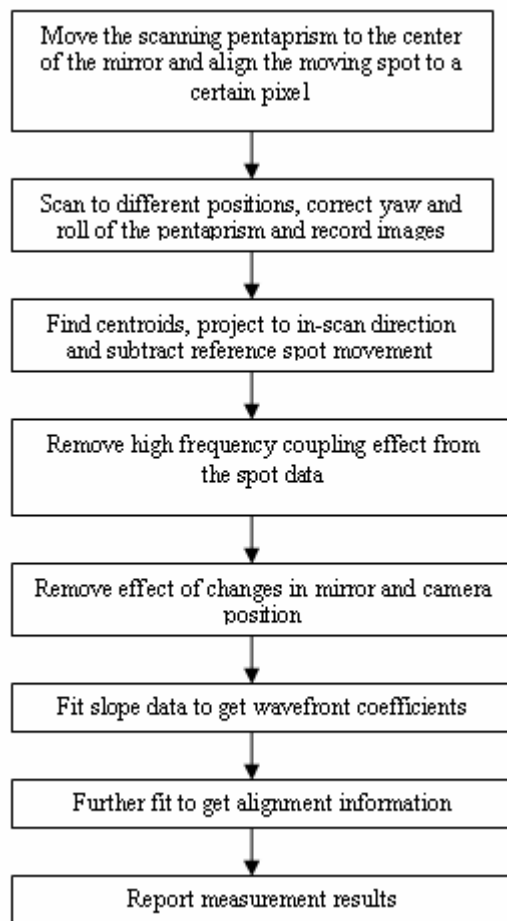 Move the scanning pentaprism to the center
of the mirror and align the moving spot to a
certain pixel
Scan to different positions, correct yaw and
roll of the pentaprism and record images
Find centroids, project to in-scan direction
and subtract reference spot movement
Remove high frequency coupling effect from
the spot data
Remove effect of changes in mirror and camera
position
Fit slope data to get wavefront coefficients
Further fit to get alignment information
Report measurement results